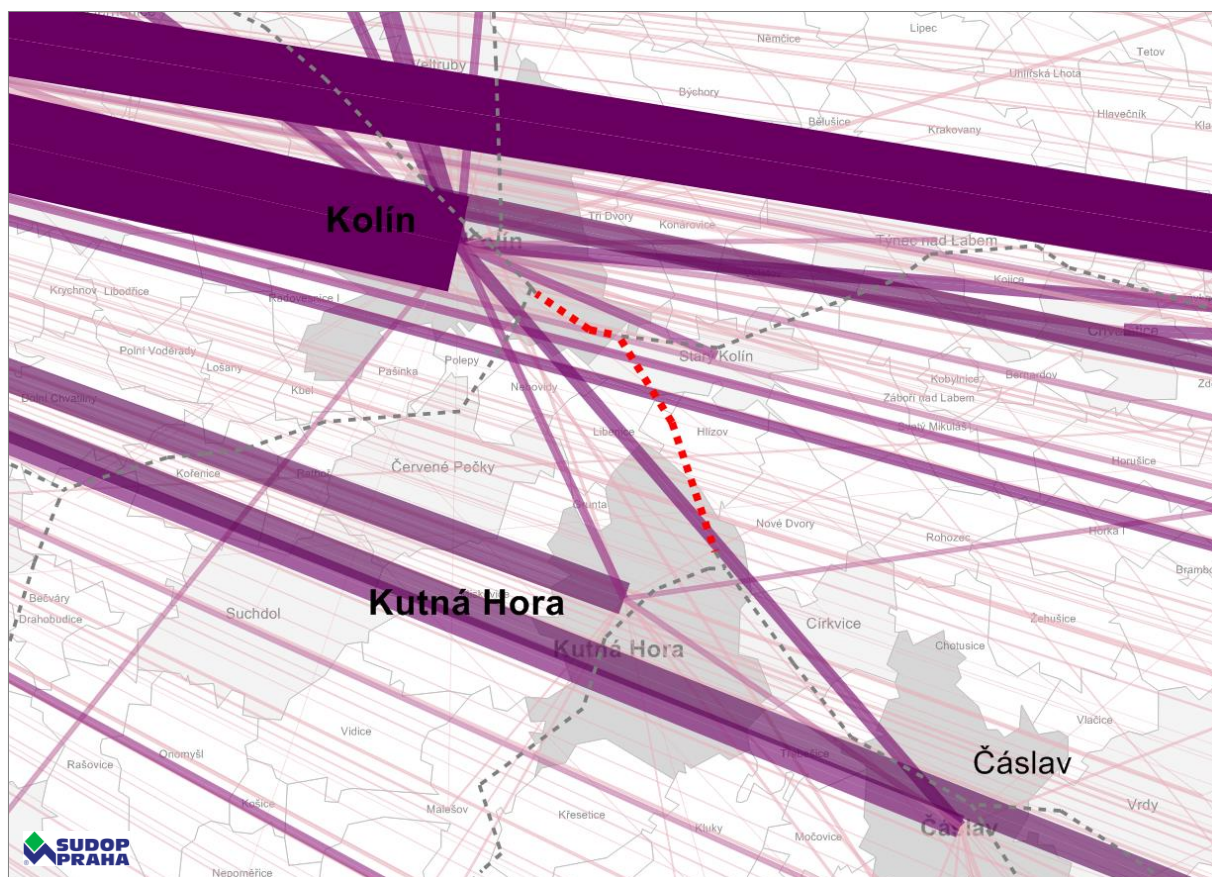 Němčice
Lipec
Tetov
Veltruby
Uhlířská Lhota
Býchory
Hlavečník
Bělušice
Krakovany
Kolín
Tři Dvory
Konárovice
Týnec nad Labem
Kojice
Krychnov
Libodřice
Radovesnice I
Polní Voděrady
Lošany
Polepy
Pašinka
Kbel
Nebovidy
Starý Kolín
Kobylnice
Bernardov
Záboří nad Labem
Svatý Mikuláš
Dolní Chvatliny
Libenice
Hlízov
Horušice
Kořenice
Červené Pečky
Grunta
Nové Dvory
Rohozec
Horka I
Bečváry
Drahobudice
Suchdol
Kutná Hora
Kutná Hora
Církvice
Žehušice
Chotusice
Vlačice
Vidice
Onomyšl
Rašovice
Košice
Čáslav
Malešov
Křesetice
Kluky
Močovice
Čáslav
Vrdy
SUDOP
PRAHA
Nepoměřice